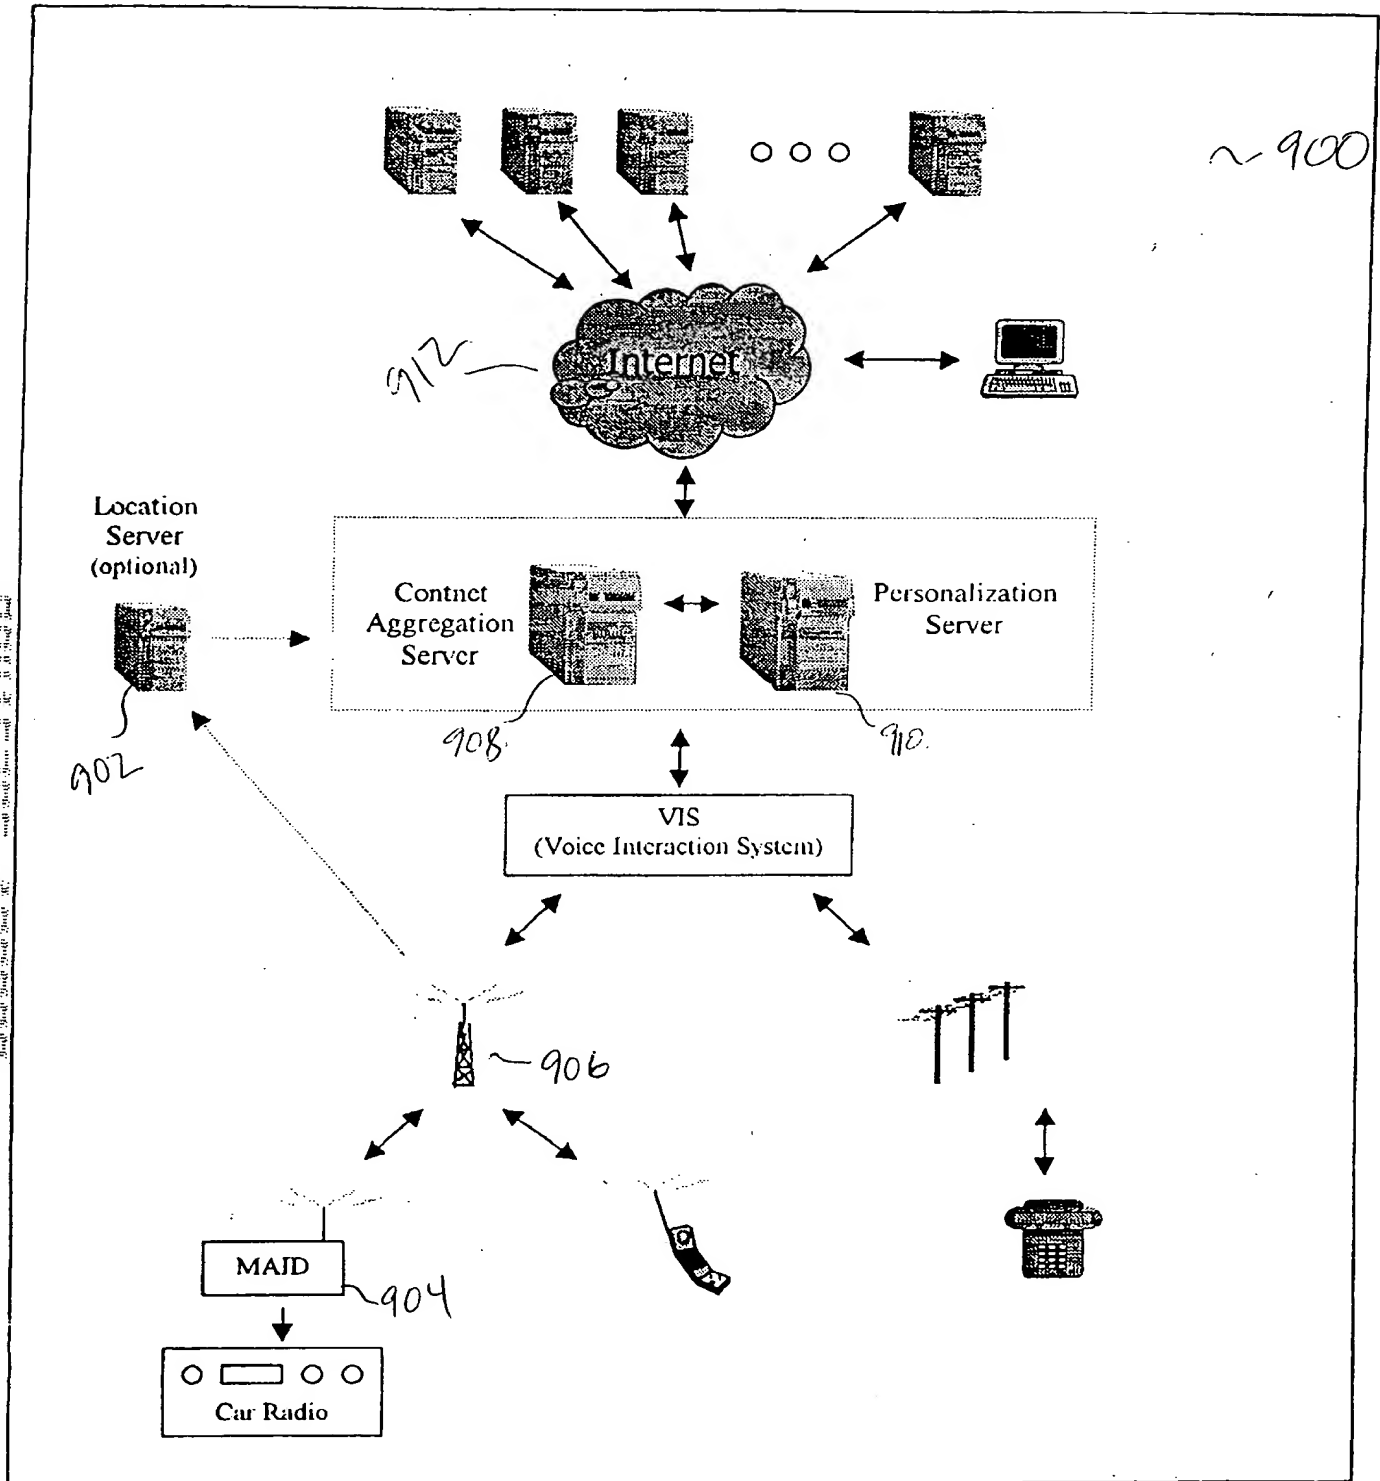 ~900
Internet
912
Location
Server
(optional)
Contnet
Aggregation
Server
Personalization
Server
902
908.
910.
VIS
(Voice Interaction System)
906
MAID
904
Car Radio